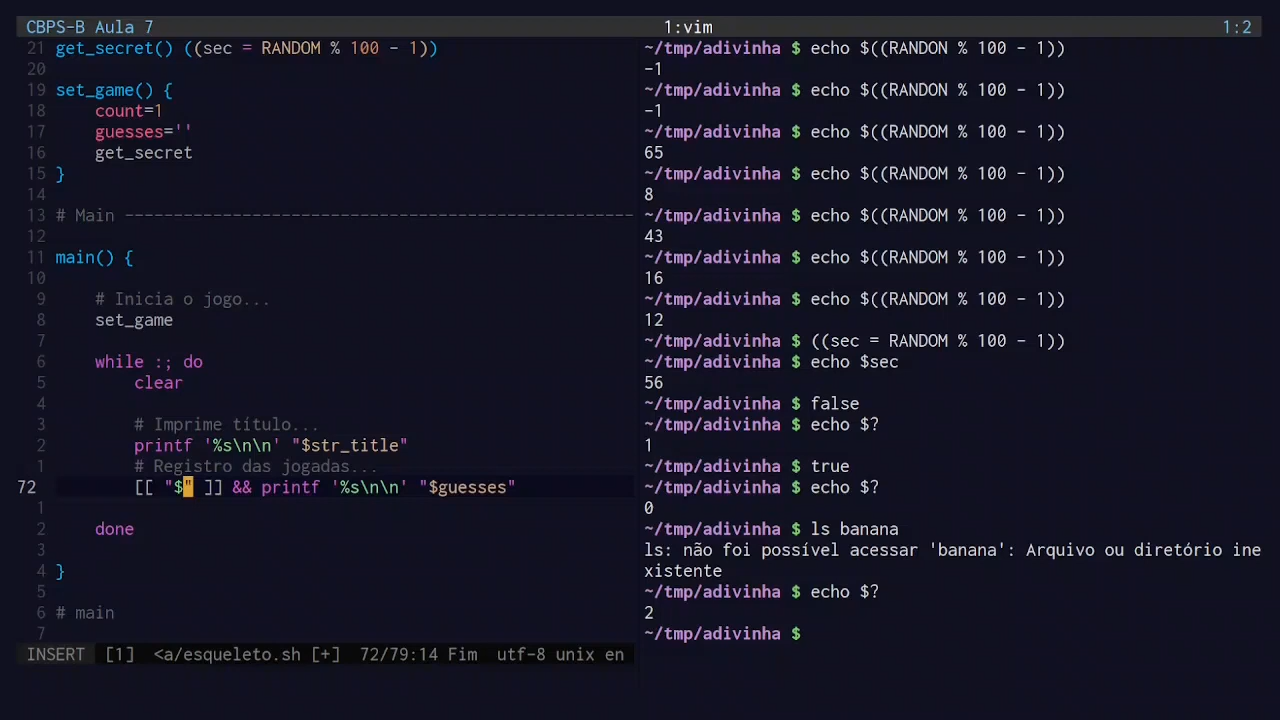 CBPS-B Aula 7
1:vim
1:2
21 get_secret() ((sec = RANDOM % 100 - 1))
20
19 set_game() {
18     count=1
17     guesses=''
16     get_secret
15 }
14
13 # Main ----------------------------------------------------
12
11 main() {
10
9     # Inicia o jogo...
8     set_game
7
6     while :; do
5         clear
4
3         # Imprime título...
2         printf '%s\n\n' "$str_title"
1         # Registro das jogadas...
72         [[ "$" ]] && printf '%s\n\n' "$guesses"
1
2     done
3
4 }
5
6 # main
7
INSERT [1] <a/esqueleto.sh [+] 72/79:14 Fim utf-8 unix en
~/tmp/adivinha $ echo $((RANDON % 100 - 1))
-1
~/tmp/adivinha $ echo $((RANDON % 100 - 1))
-1
~/tmp/adivinha $ echo $((RANDOM % 100 - 1))
65
~/tmp/adivinha $ echo $((RANDOM % 100 - 1))
8
~/tmp/adivinha $ echo $((RANDOM % 100 - 1))
43
~/tmp/adivinha $ echo $((RANDOM % 100 - 1))
16
~/tmp/adivinha $ echo $((RANDOM % 100 - 1))
12
~/tmp/adivinha $ ((sec = RANDOM % 100 - 1))
~/tmp/adivinha $ echo $sec
56
~/tmp/adivinha $ false
~/tmp/adivinha $ echo $?
1
~/tmp/adivinha $ true
~/tmp/adivinha $ echo $?
0
~/tmp/adivinha $ ls banana
ls: não foi possível acessar 'banana': Arquivo ou diretório ine
xistente
~/tmp/adivinha $ echo $?
2
~/tmp/adivinha $